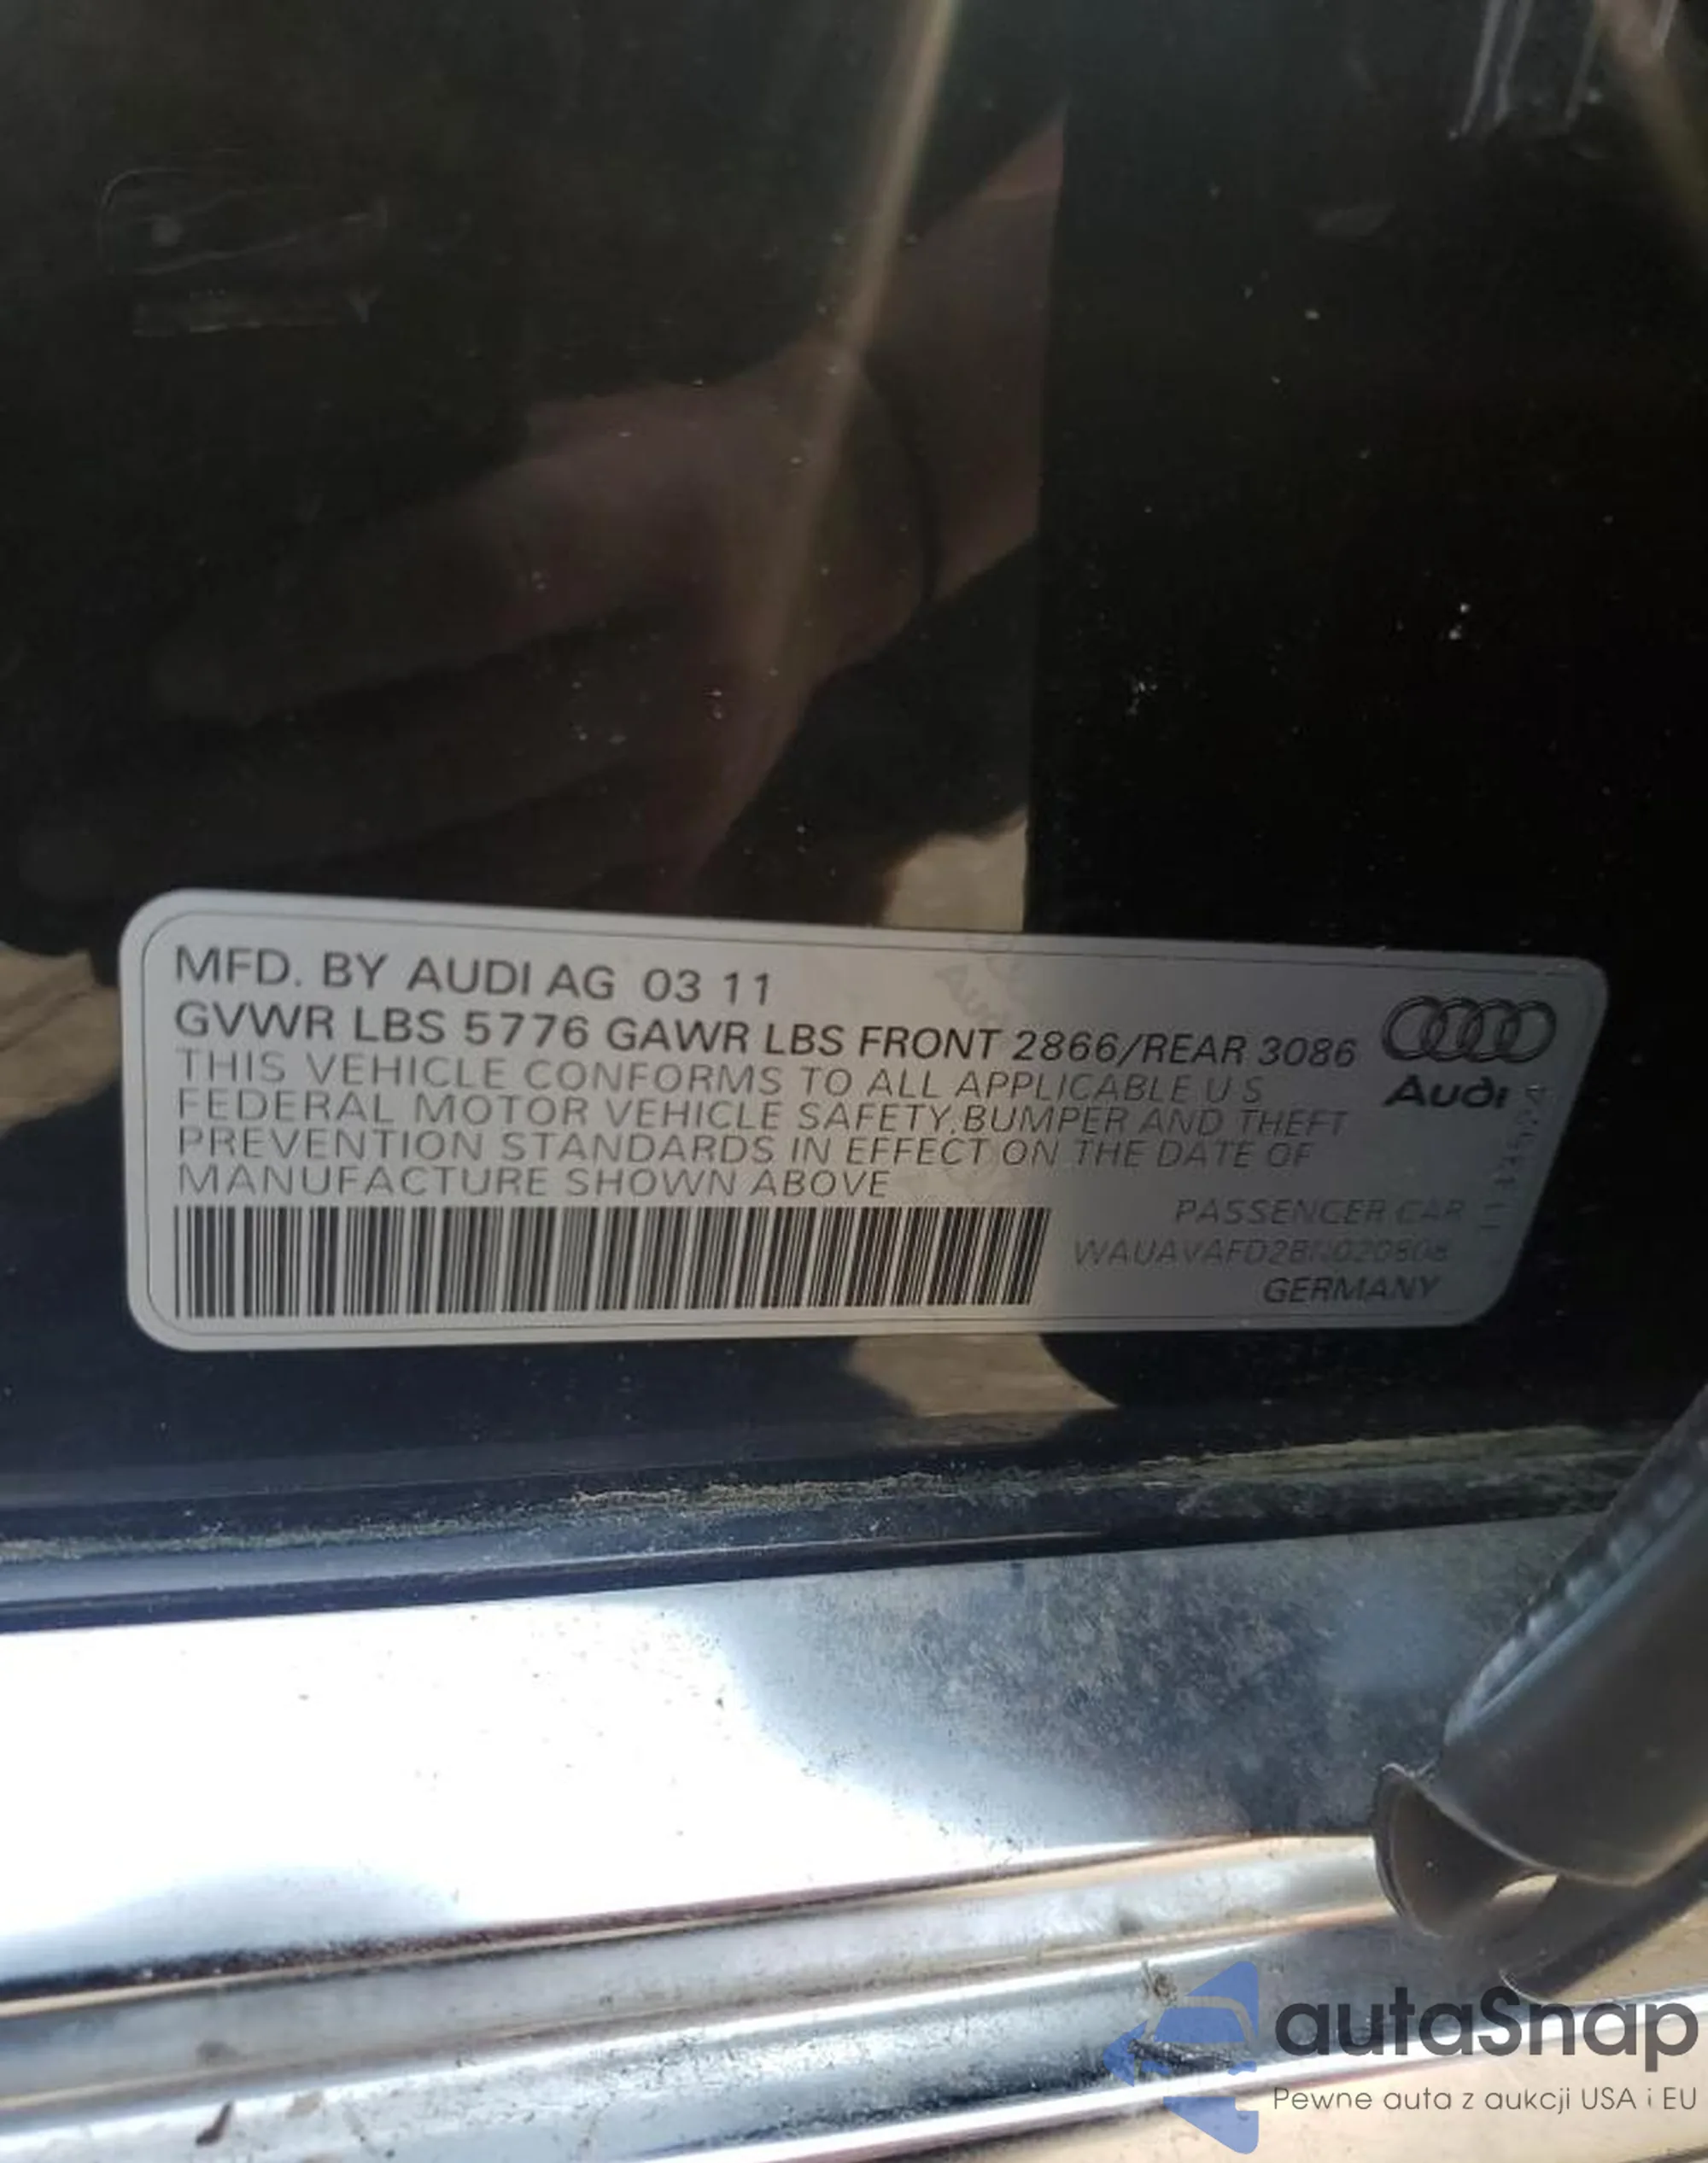 MFD. BY AUDI AG 03 11
GVWR LBS 5776 GAWR LBS FRONT 2866/REAR 3086
THIS VEHICLE CONFORMS TO ALL APPLICABLE U S
FEDERAL MOTOR VEHICLE SAFETY,BUMPER AND THEFT
PREVENTION STANDARDS IN EFFECT ON THE DATE OF
MANUFACTURE SHOWN ABOVE
Audi
PASSENGER CAR
WAUAVAFD2BN020808
GERMANY
autaSnap
Pewne auta z aukcji USA i EU